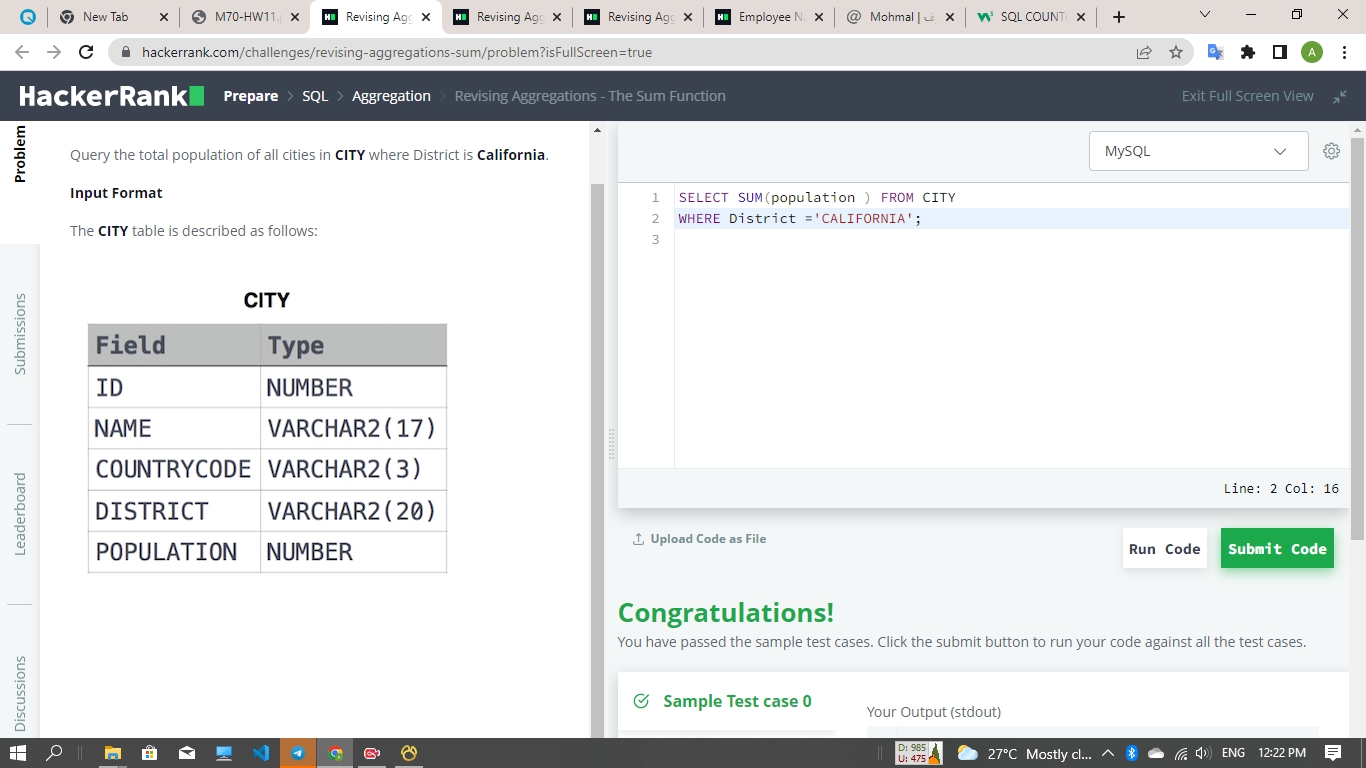 New Tab
M70-HW11.
Revising Agg
Revising Agg
Revising Agg
Employee Na
Mohmal |
SQL COUNT(
hackerrank.com/challenges/revising-aggregations-sum/problem?isFullScreen=true
A
HackerRank
Prepare > SQL > Aggregation > Revising Aggregations - The Sum Function
Exit Full Screen View
Problem
Submissions
Leaderboard
Discussions
Query the total population of all cities in CITY where District is California.
Input Format
The CITY table is described as follows:
CITY
Field Type
ID NUMBER
NAME VARCHAR2(17)
COUNTRYCODE VARCHAR2(3)
DISTRICT VARCHAR2(20)
POPULATION NUMBER
MySQL
1 SELECT SUM(population ) FROM CITY
2 WHERE District ='CALIFORNIA';
3
Line: 2 Col: 16
Upload Code as File
Run Code
Submit Code
Congratulations!
You have passed the sample test cases. Click the submit button to run your code against all the test cases.
Sample Test case 0
Your Output (stdout)
D: 985
U: 475
27°C Mostly cl...
ENG
12:22 PM